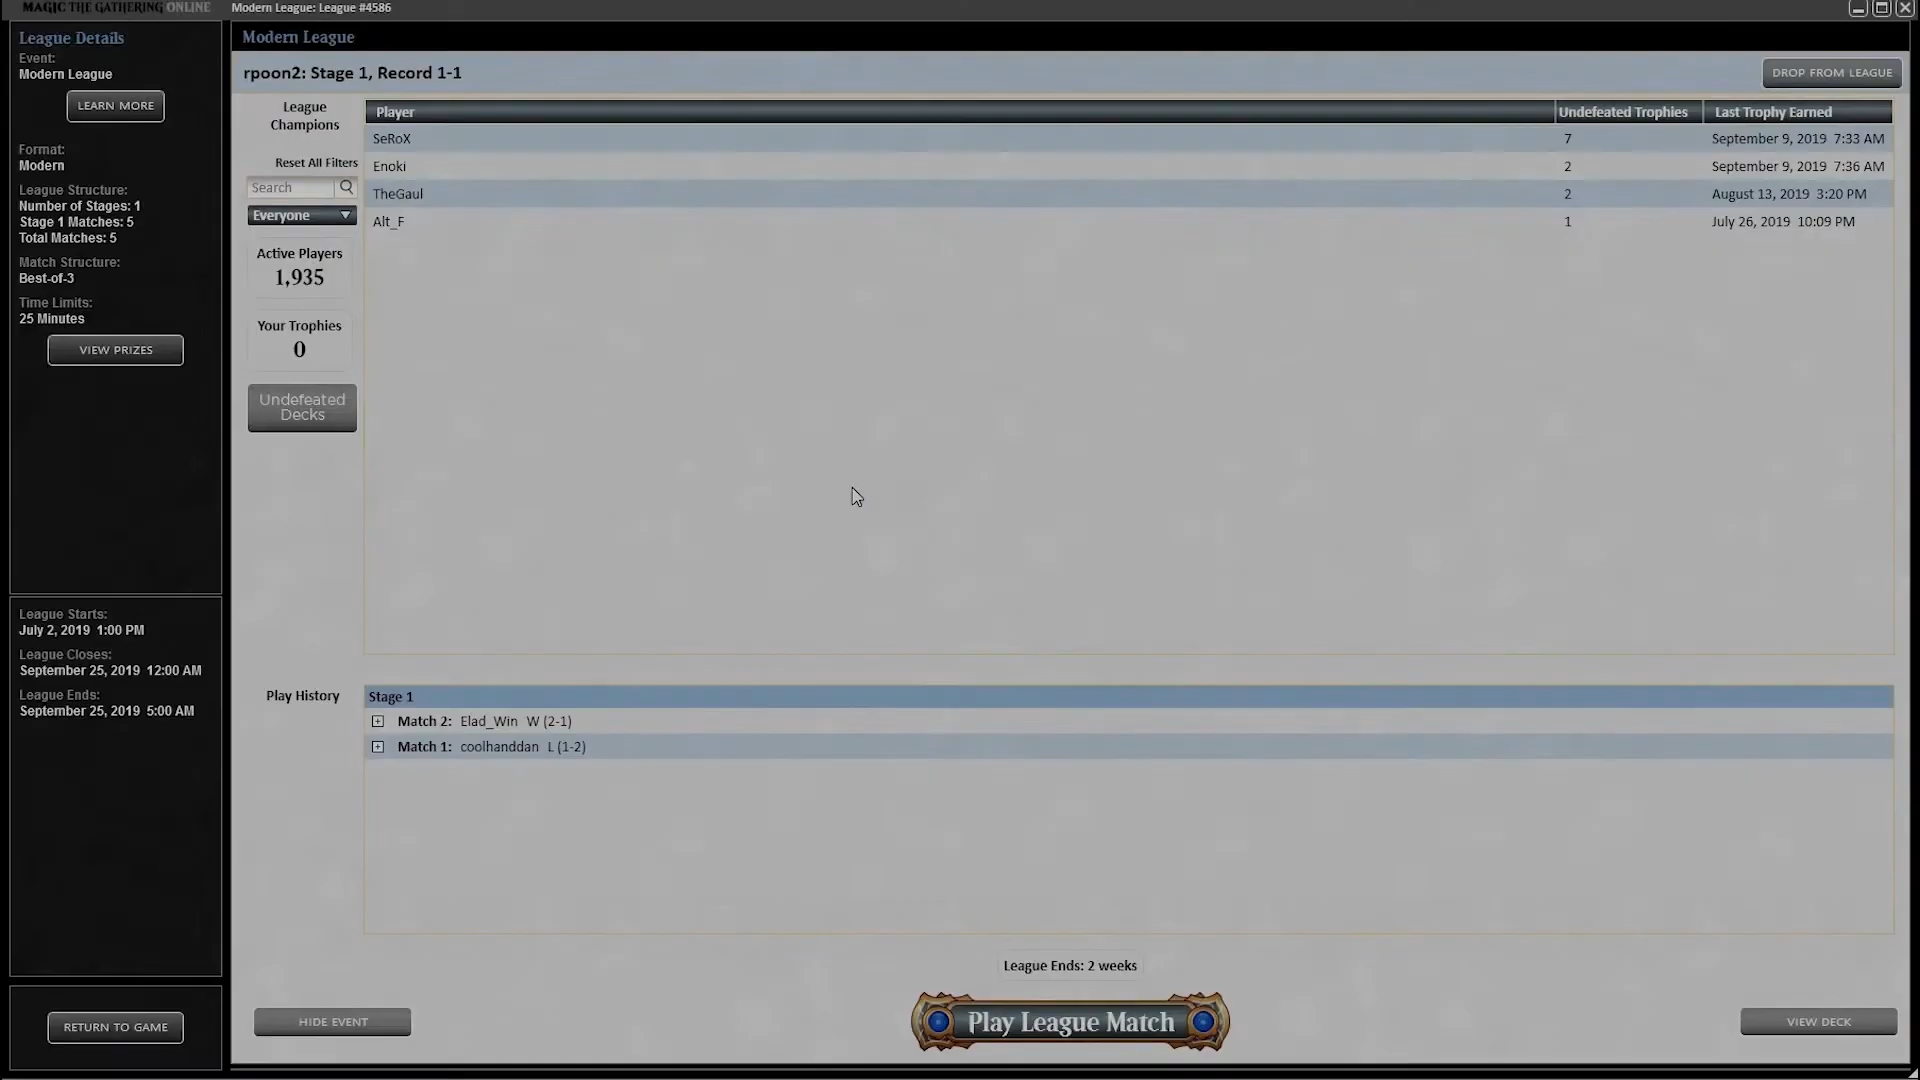 MAGIC THE GATHERING ONLINE
Modern League: League #4586
League Details
Event:
Modern League
LEARN MORE
Format:
Modern
League Structure:
Number of Stages: 1
Stage 1 Matches: 5
Total Matches: 5
Match Structure:
Best-of-3
Time Limits:
25 Minutes
VIEW PRIZES
League Starts:
July 2, 2019 1:00 PM
League Closes:
September 25, 2019 12:00 AM
League Ends:
September 25, 2019 5:00 AM
RETURN TO GAME
Modern League
rpoon2: Stage 1, Record 1-1
DROP FROM LEAGUE
League
Champions
Reset All Filters
Search
Everyone
Active Players
1,935
Your Trophies
0
Undefeated
Decks
Player Undefeated Trophies Last Trophy Earned
SeRoX 7 September 9, 2019 7:33 AM
Enoki 2 September 9, 2019 7:36 AM
TheGaul 2 August 13, 2019 3:20 PM
Alt_F 1 July 26, 2019 10:09 PM
Play History
Stage 1
Match 2: Elad_Win W (2-1)
Match 1: coolhanddan L (1-2)
League Ends: 2 weeks
HIDE EVENT
Play League Match
VIEW DECK